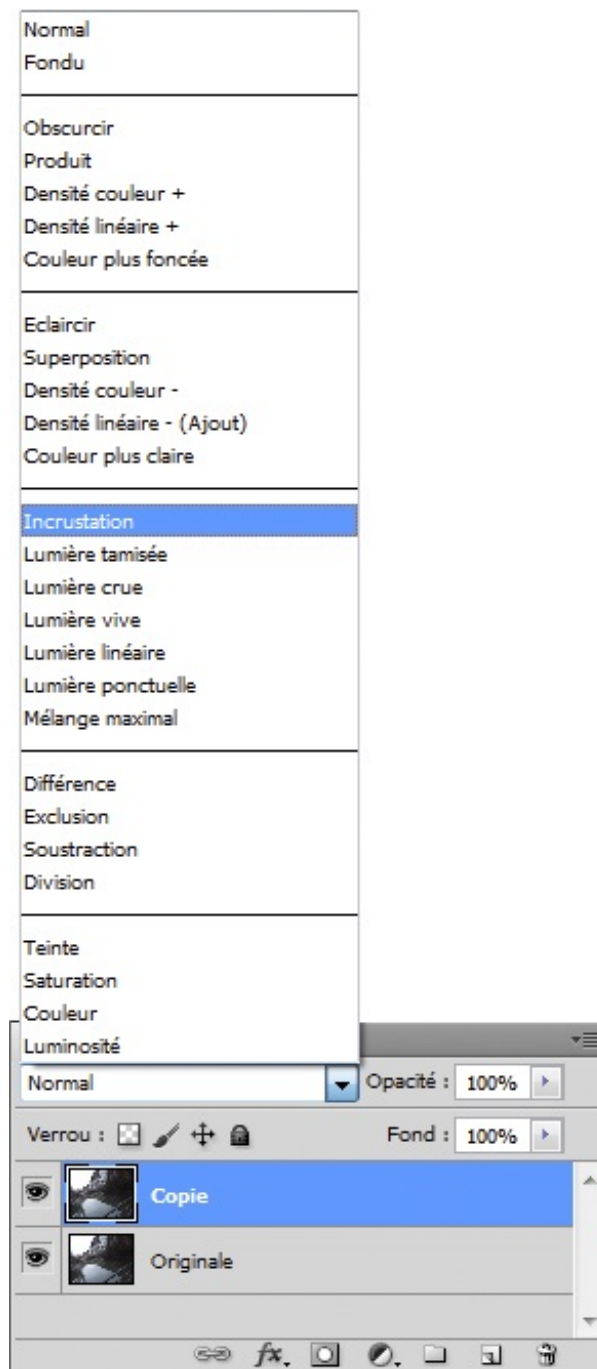 Normal
Fondu
Obscurcir
Produit
Densité couleur +
Densité linéaire +
Couleur plus foncée
Eclaircir
Superposition
Densité couleur -
Densité linéaire - (Ajout)
Couleur plus claire
Incrustation
Lumière tamisée
Lumière crue
Lumière vive
Lumière linéaire
Lumière ponctuelle
Mélange maximal
Différence
Exclusion
Soustraction
Division
Teinte
Saturation
Couleur
Luminosité
Normal Opacité : 100%
Verrou : Fond : 100%
Copie
Originale
fx.